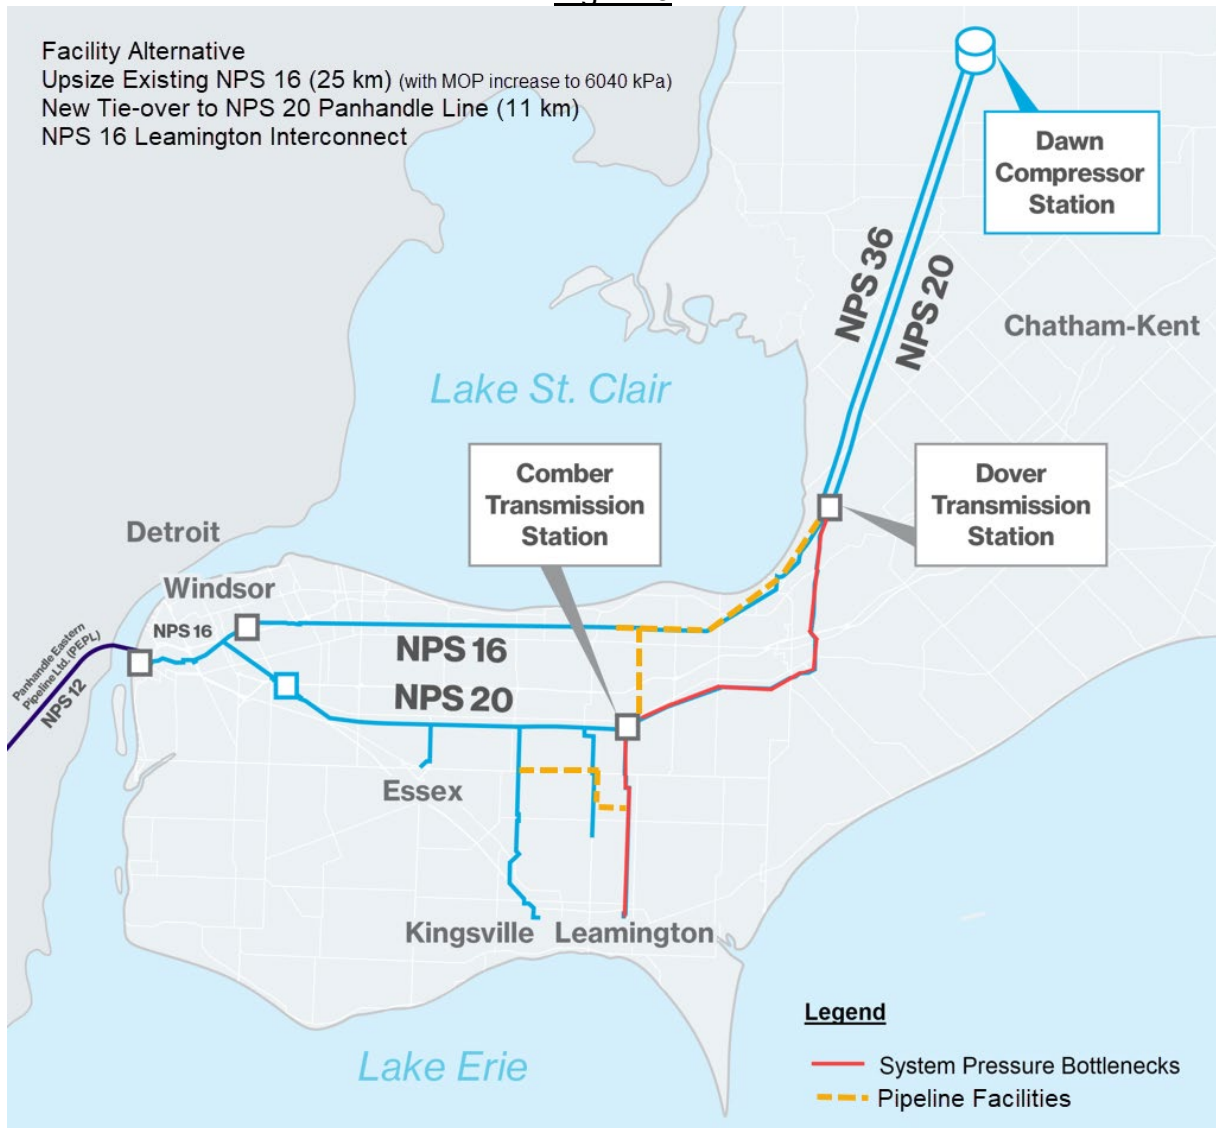 Facility Alternative
Upsize Existing NPS 16 (25 km) (with MOP increase to 6040 kPa)
New Tie-over to NPS 20 Panhandle Line (11 km)
NPS 16 Leamington Interconnect
Dawn
Compressor
Station
NPS 36
NPS 20
Chatham-Kent
Lake St. Clair
Comber
Transmission
Station
Dover
Transmission
Station
Detroit
Windsor
NPS 16
Panhandle Eastern
Pipeline Ltd. (PEPL)
NPS 12
NPS 16
NPS 20
Essex
Kingsville
Leamington
Lake Erie
Legend
System Pressure Bottlenecks
Pipeline Facilities